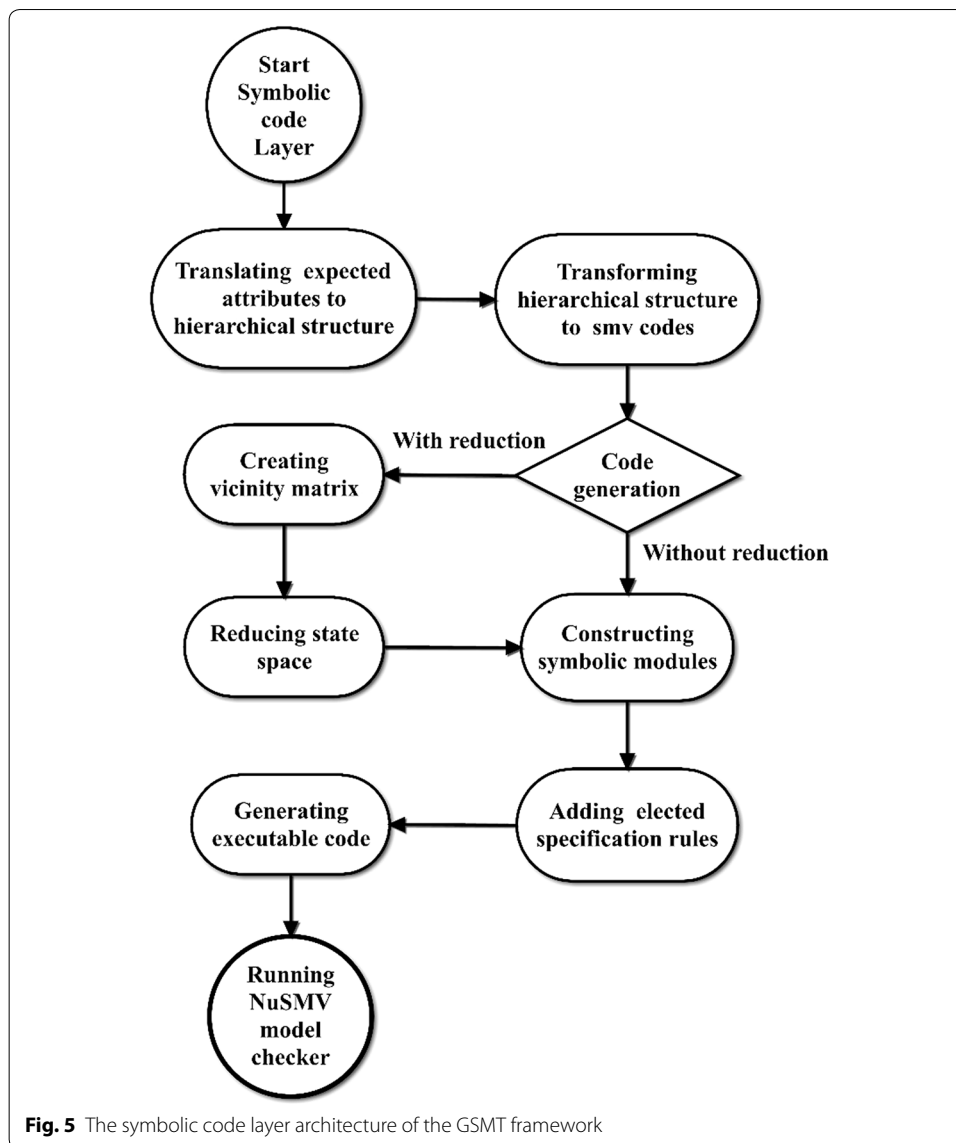 Start
Symbolic
code
Layer
Translating expected
attributes to
hierarchical structure
Transforming
hierarchical structure
to smv codes
With reduction
Creating
vicinity matrix
Code
generation
Without reduction
Reducing state
space
Constructing
symbolic modules
Generating
executable code
Adding elected
specification rules
Running
NuSMV
model
checker
Fig. 5 The symbolic code layer architecture of the GSMT framework